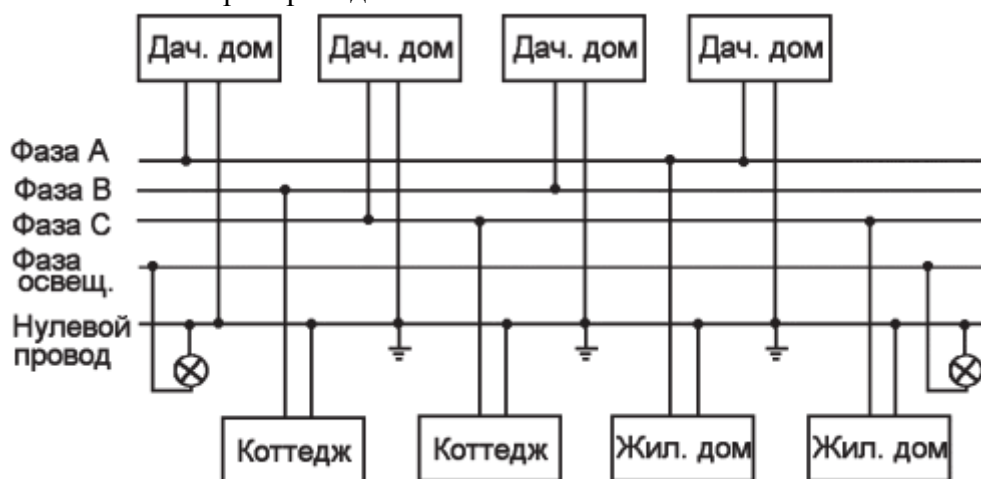 Дач. дом Дач. дом Дач. дом Дач. дом
Фаза А
Фаза В
Фаза С
Фаза
освещ.
Нулевой
провод
Коттедж Коттедж Жил. дом Жил. дом